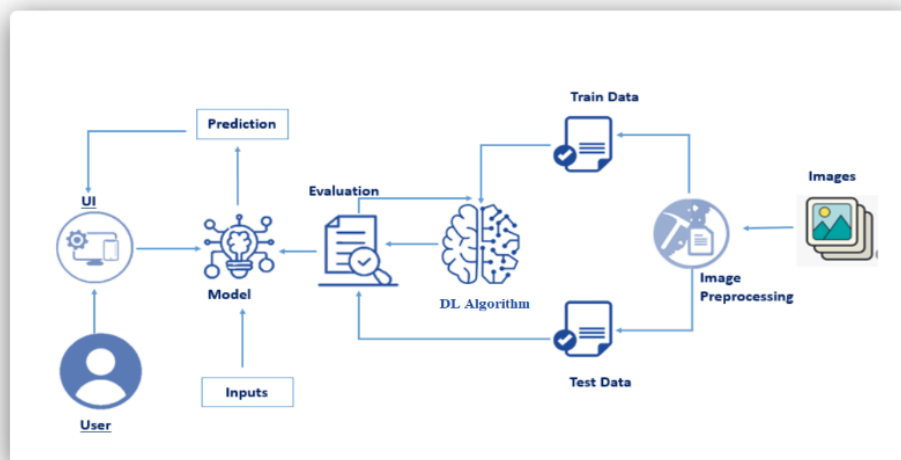 Train Data
Prediction
Images
Evaluation
UI
Image
Preprocessing
Model
DL Algorithm
Inputs
Test Data
User